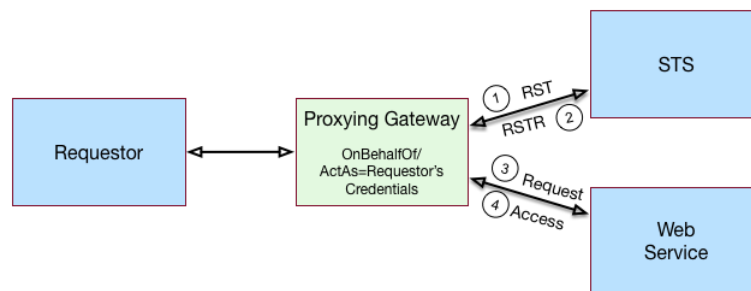 Requestor
Proxying Gateway
OnBehalfOf/
ActAs=Requestor's
Credentials
1 RST
RSTR 2
STS
3 Request
4 Access
Web
Service